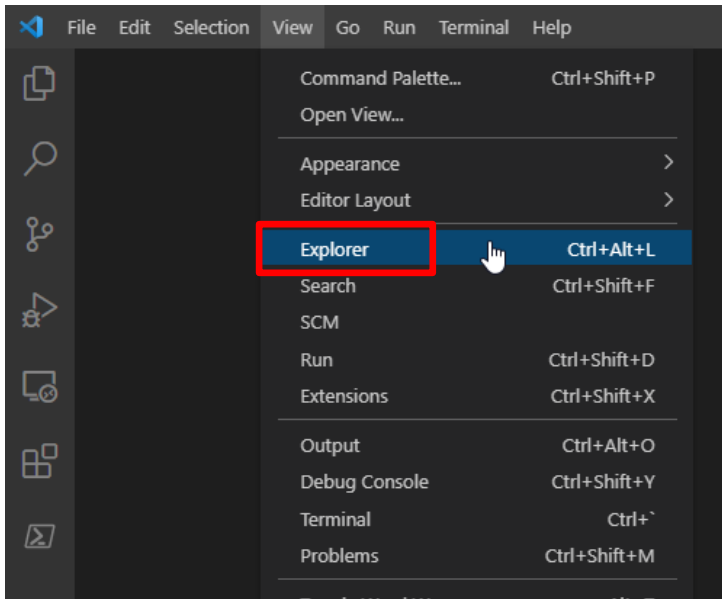 File Edit Selection View Go Run Terminal Help
Command Palette... Ctrl+Shift+P
Open View...
Appearance
Editor Layout
Explorer Ctrl+Alt+L
Search Ctrl+Shift+F
SCM
Run Ctrl+Shift+D
Extensions Ctrl+Shift+X
Output Ctrl+Alt+O
Debug Console Ctrl+Shift+Y
Terminal Ctrl+`
Problems Ctrl+Shift+M